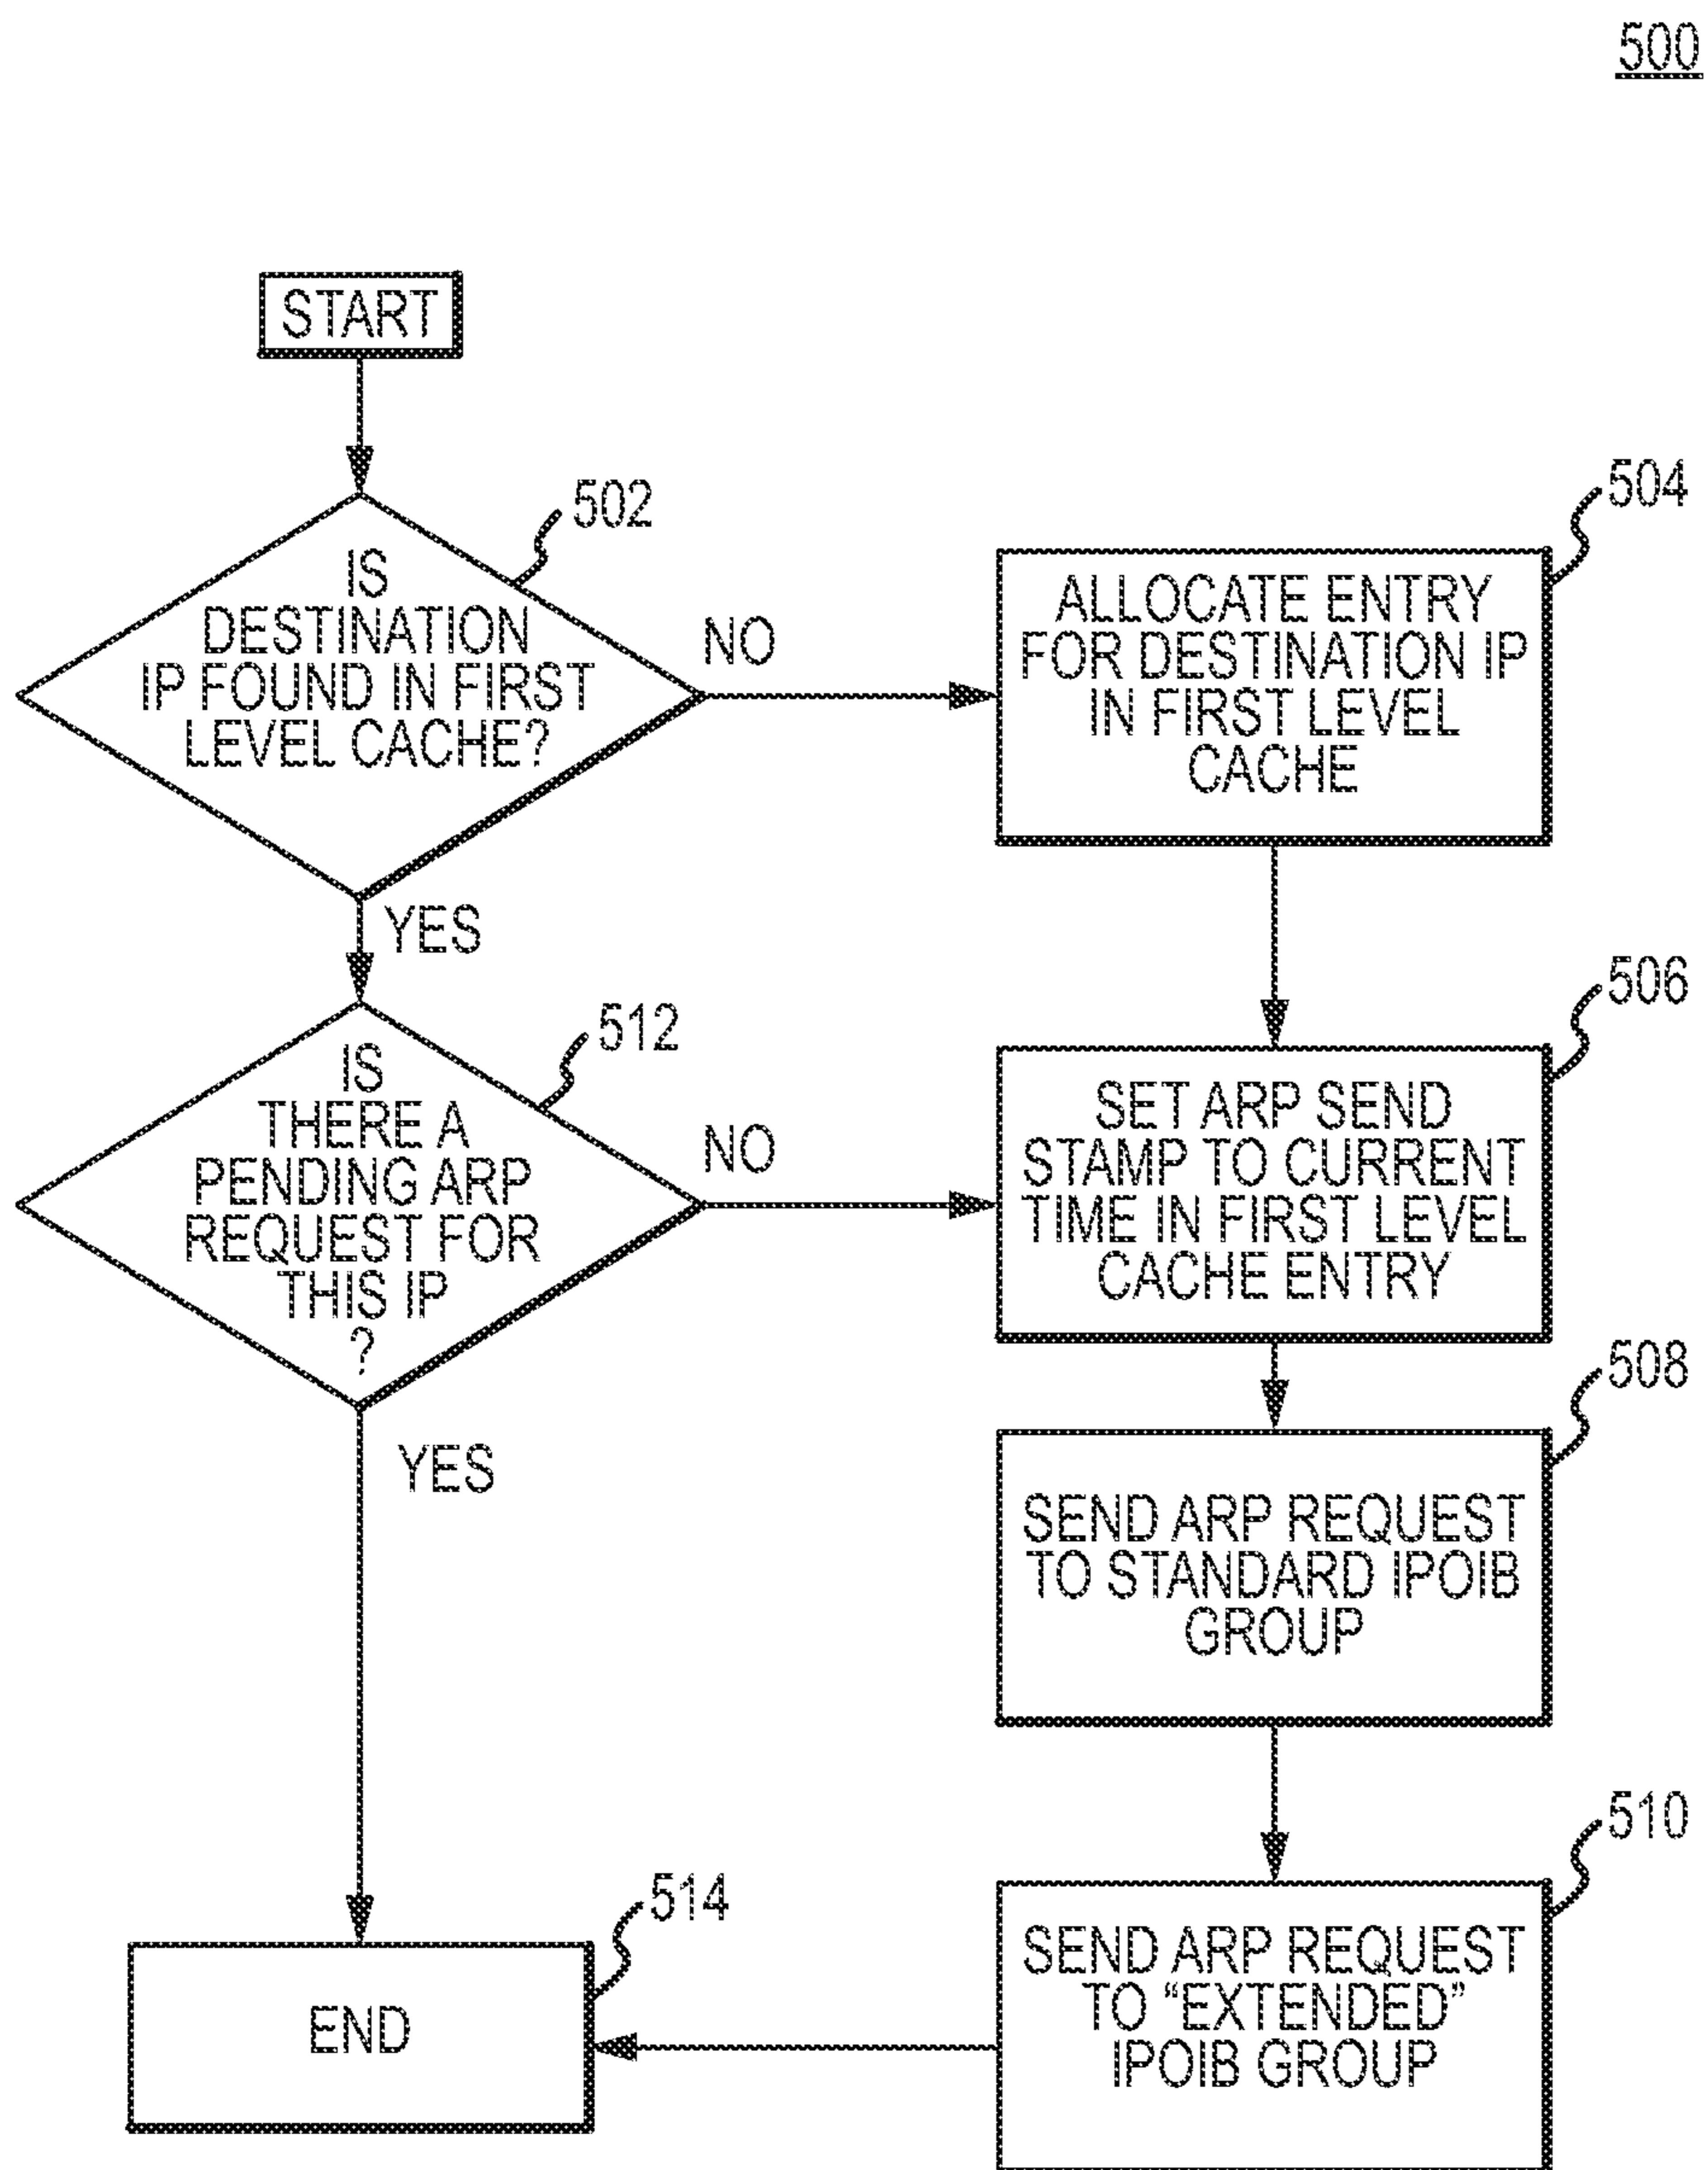 500
START
502
IS
DESTINATION
IP FOUND IN FIRST
LEVEL CACHE?
NO
504
ALLOCATE ENTRY
FOR DESTINATION IP
IN FIRST LEVEL
CACHE
YES
512
IS
THERE A
PENDING ARP
REQUEST FOR
THIS IP
?
NO
506
SET ARP SEND
STAMP TO CURRENT
TIME IN FIRST LEVEL
CACHE ENTRY
YES
508
SEND ARP REQUEST
TO STANDARD IPOIB
GROUP
510
SEND ARP REQUEST
TO “EXTENDED”
IPOIB GROUP
514
END